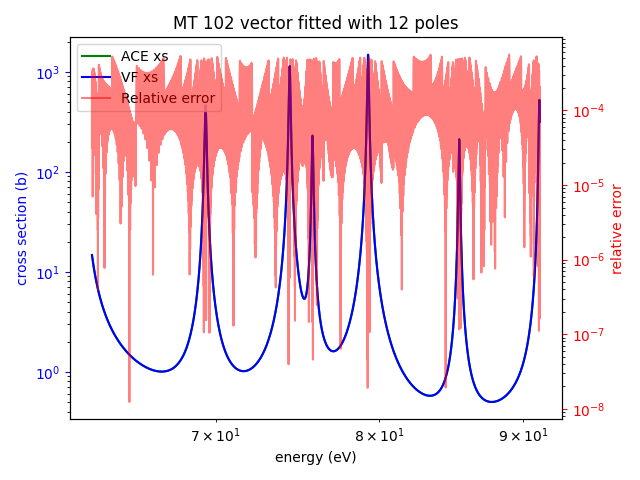 MT 102 vector fitted with 12 poles
ACE xs
VF xs
Relative error
10³
10²
10¹
10⁰
cross section (b)
10⁻⁴
10⁻⁵
10⁻⁶
10⁻⁷
10⁻⁸
relative error
7 × 10¹
8 × 10¹
9 × 10¹
energy (eV)